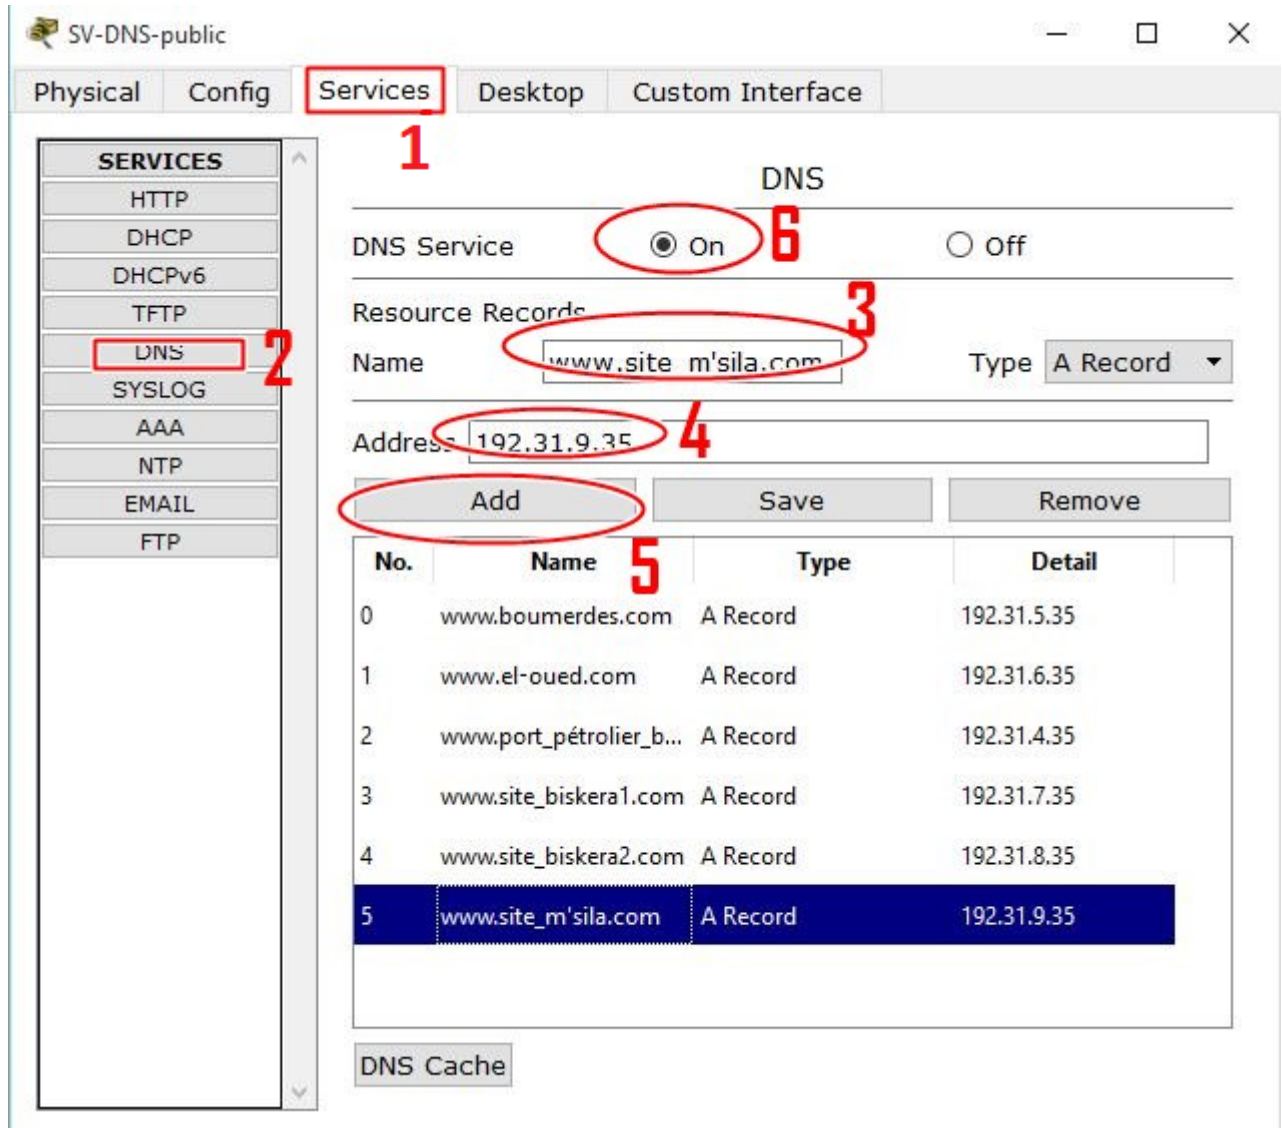 SV-DNS-public
Physical Config Services Desktop Custom Interface
1
SERVICES
HTTP
DHCP
DHCPv6
TFTP
DNS
2
SYSLOG
AAA
NTP
EMAIL
FTP
DNS
DNS Service On 6 Off
Resource Records 3
Name www.site_m'sila.com Type A Record
Address 192.31.9.35 4
Add Save Remove
5
No. Name Type Detail
0 www.boumerdes.com A Record 192.31.5.35
1 www.el-oued.com A Record 192.31.6.35
2 www.port_pétrolier_b... A Record 192.31.4.35
3 www.site_biskera1.com A Record 192.31.7.35
4 www.site_biskera2.com A Record 192.31.8.35
5 www.site_m'sila.com A Record 192.31.9.35
DNS Cache